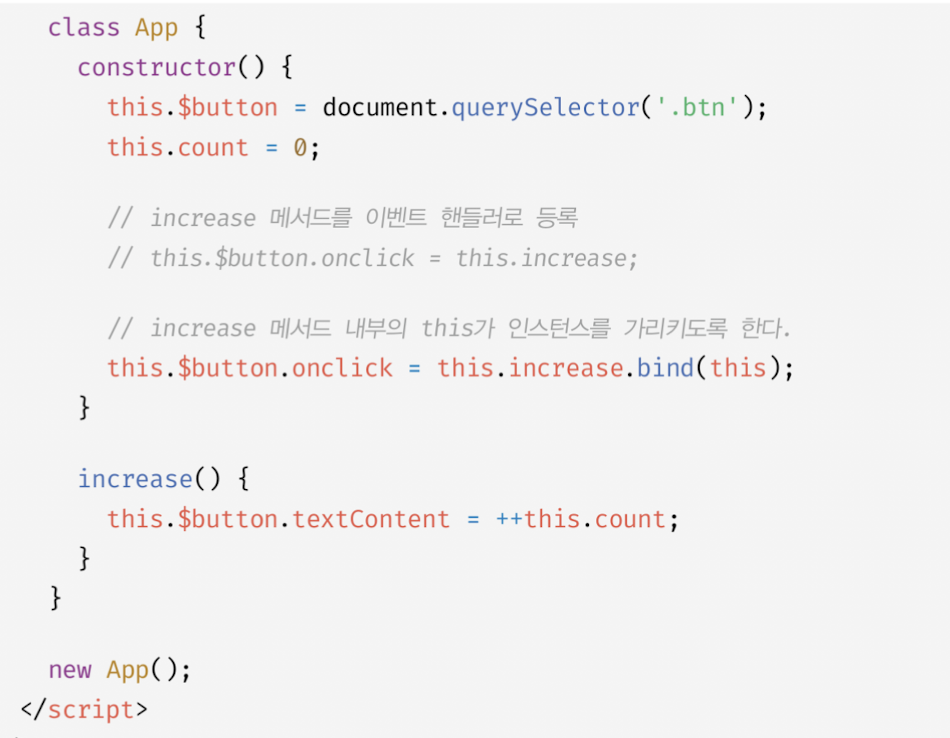 class App {
constructor() {
this.$button = document.querySelector('.btn');
this.count = 0;
// increase 메서드를 이벤트 핸들러로 등록
// this.$button.onclick = this.increase;
// increase 메서드 내부의 this가 인스턴스를 가리키도록 한다.
this.$button.onclick = this.increase.bind(this);
}
increase() {
this.$button.textContent = ++this.count;
}
}
new App();
</script>